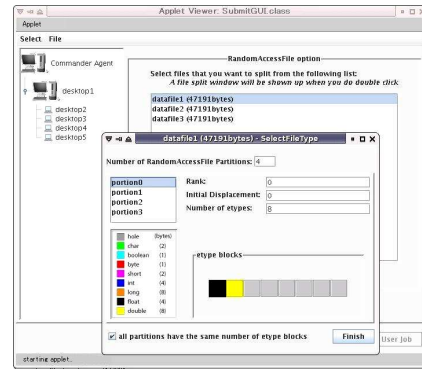 Applet Viewer: SubmitGUI.class
Applet
Select File
Commander Agent
desktop1
desktop2
desktop3
desktop4
desktop5
RandomAccessFile option
Select files that you want to split from the following list:
A file split window will be shown up when you do double click
datafile1 (47191bytes)
datafile2 (47191bytes)
datafile3 (47191bytes)
datafile1 (47191bytes) - SelectFileType
Number of RandomAccessFile Partitions: 4
portion0
portion1
portion2
portion3
Rank: 0
Initial Displacement: 0
Number of etypes: 8
hole (bytes)
char (2)
boolean (1)
byte (1)
short (2)
int (4)
long (8)
float (4)
double (8)
etype blocks
all partitions have the same number of etype blocks
Finish
User Job
starting applet.